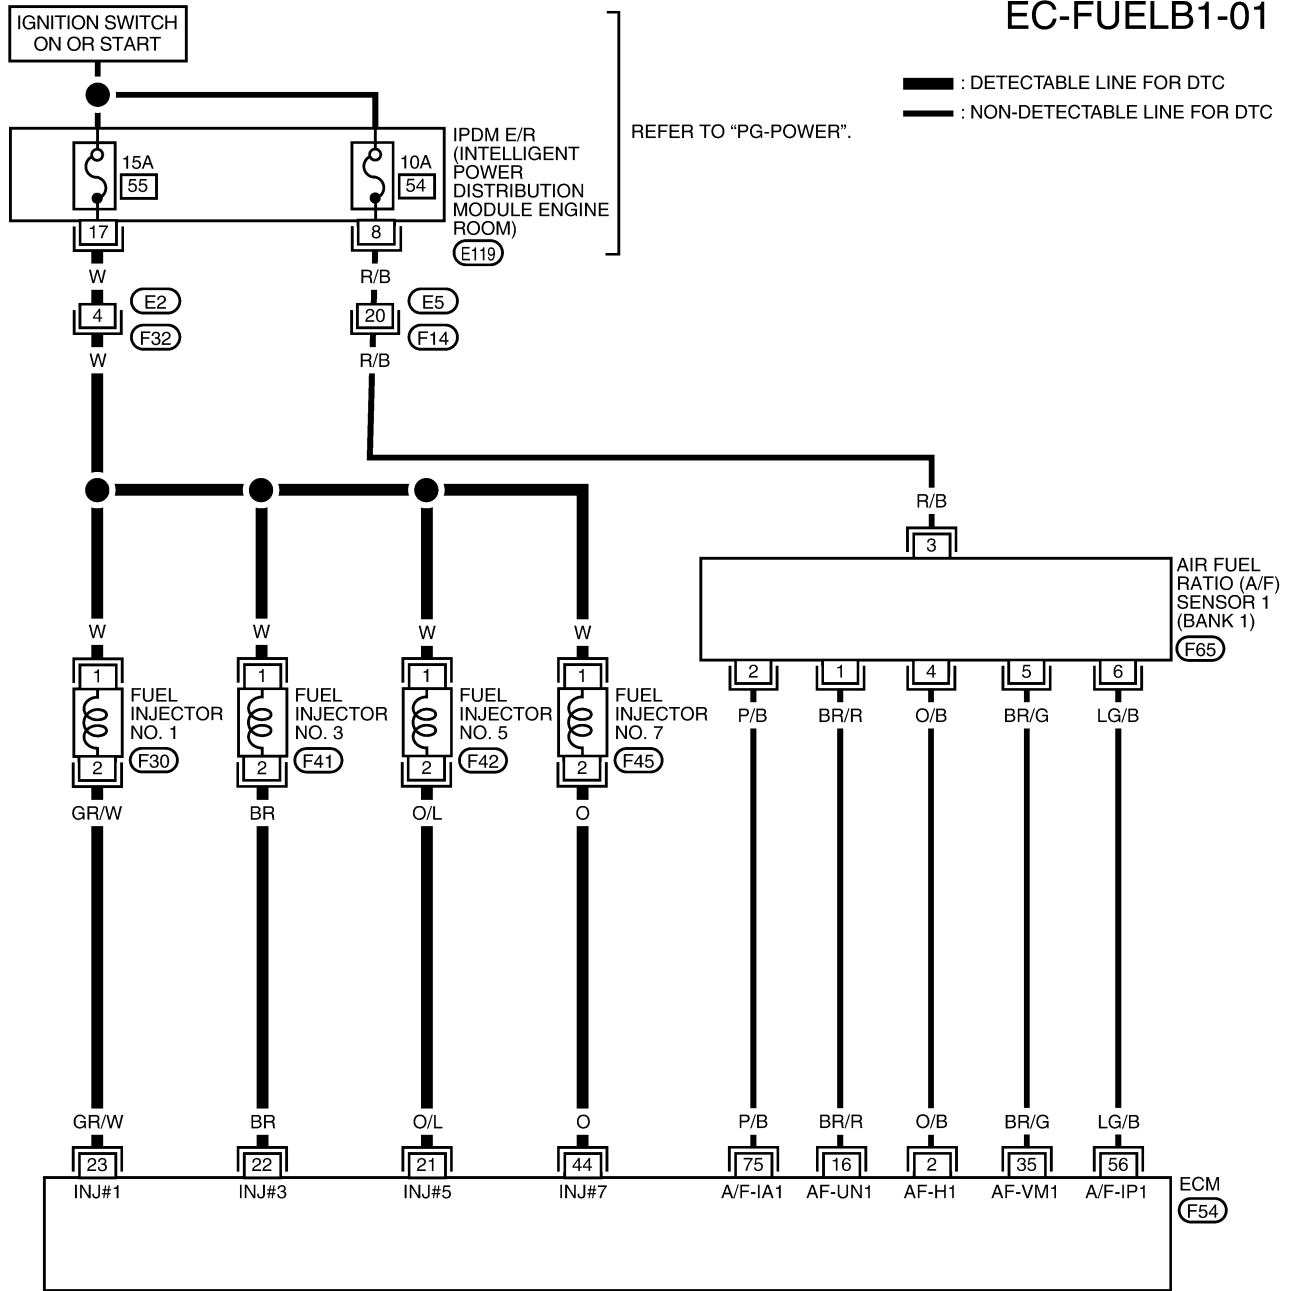 EC-FUELB1-01
IGNITION SWITCH
ON OR START
: DETECTABLE LINE FOR DTC
: NON-DETECTABLE LINE FOR DTC
REFER TO “PG-POWER”.
15A
55
10A
54
IPDM E/R
(INTELLIGENT
POWER
DISTRIBUTION
MODULE ENGINE
ROOM)
E119
17
8
W
R/B
4
E2
F32
20
E5
F14
W
R/B
R/B
3
AIR FUEL
RATIO (A/F)
SENSOR 1
(BANK 1)
F65
W
W
W
W
1
1
1
1
FUEL
INJECTOR
NO. 1
F30
FUEL
INJECTOR
NO. 3
F41
FUEL
INJECTOR
NO. 5
F42
FUEL
INJECTOR
NO. 7
F45
2
2
2
2
2
1
4
5
6
P/B
BR/R
O/B
BR/G
LG/B
GR/W
BR
O/L
O
GR/W
BR
O/L
O
P/B
BR/R
O/B
BR/G
LG/B
23
22
21
44
75
16
2
35
56
INJ#1
INJ#3
INJ#5
INJ#7
A/F-IA1
AF-UN1
AF-H1
AF-VM1
A/F-IP1
ECM
F54